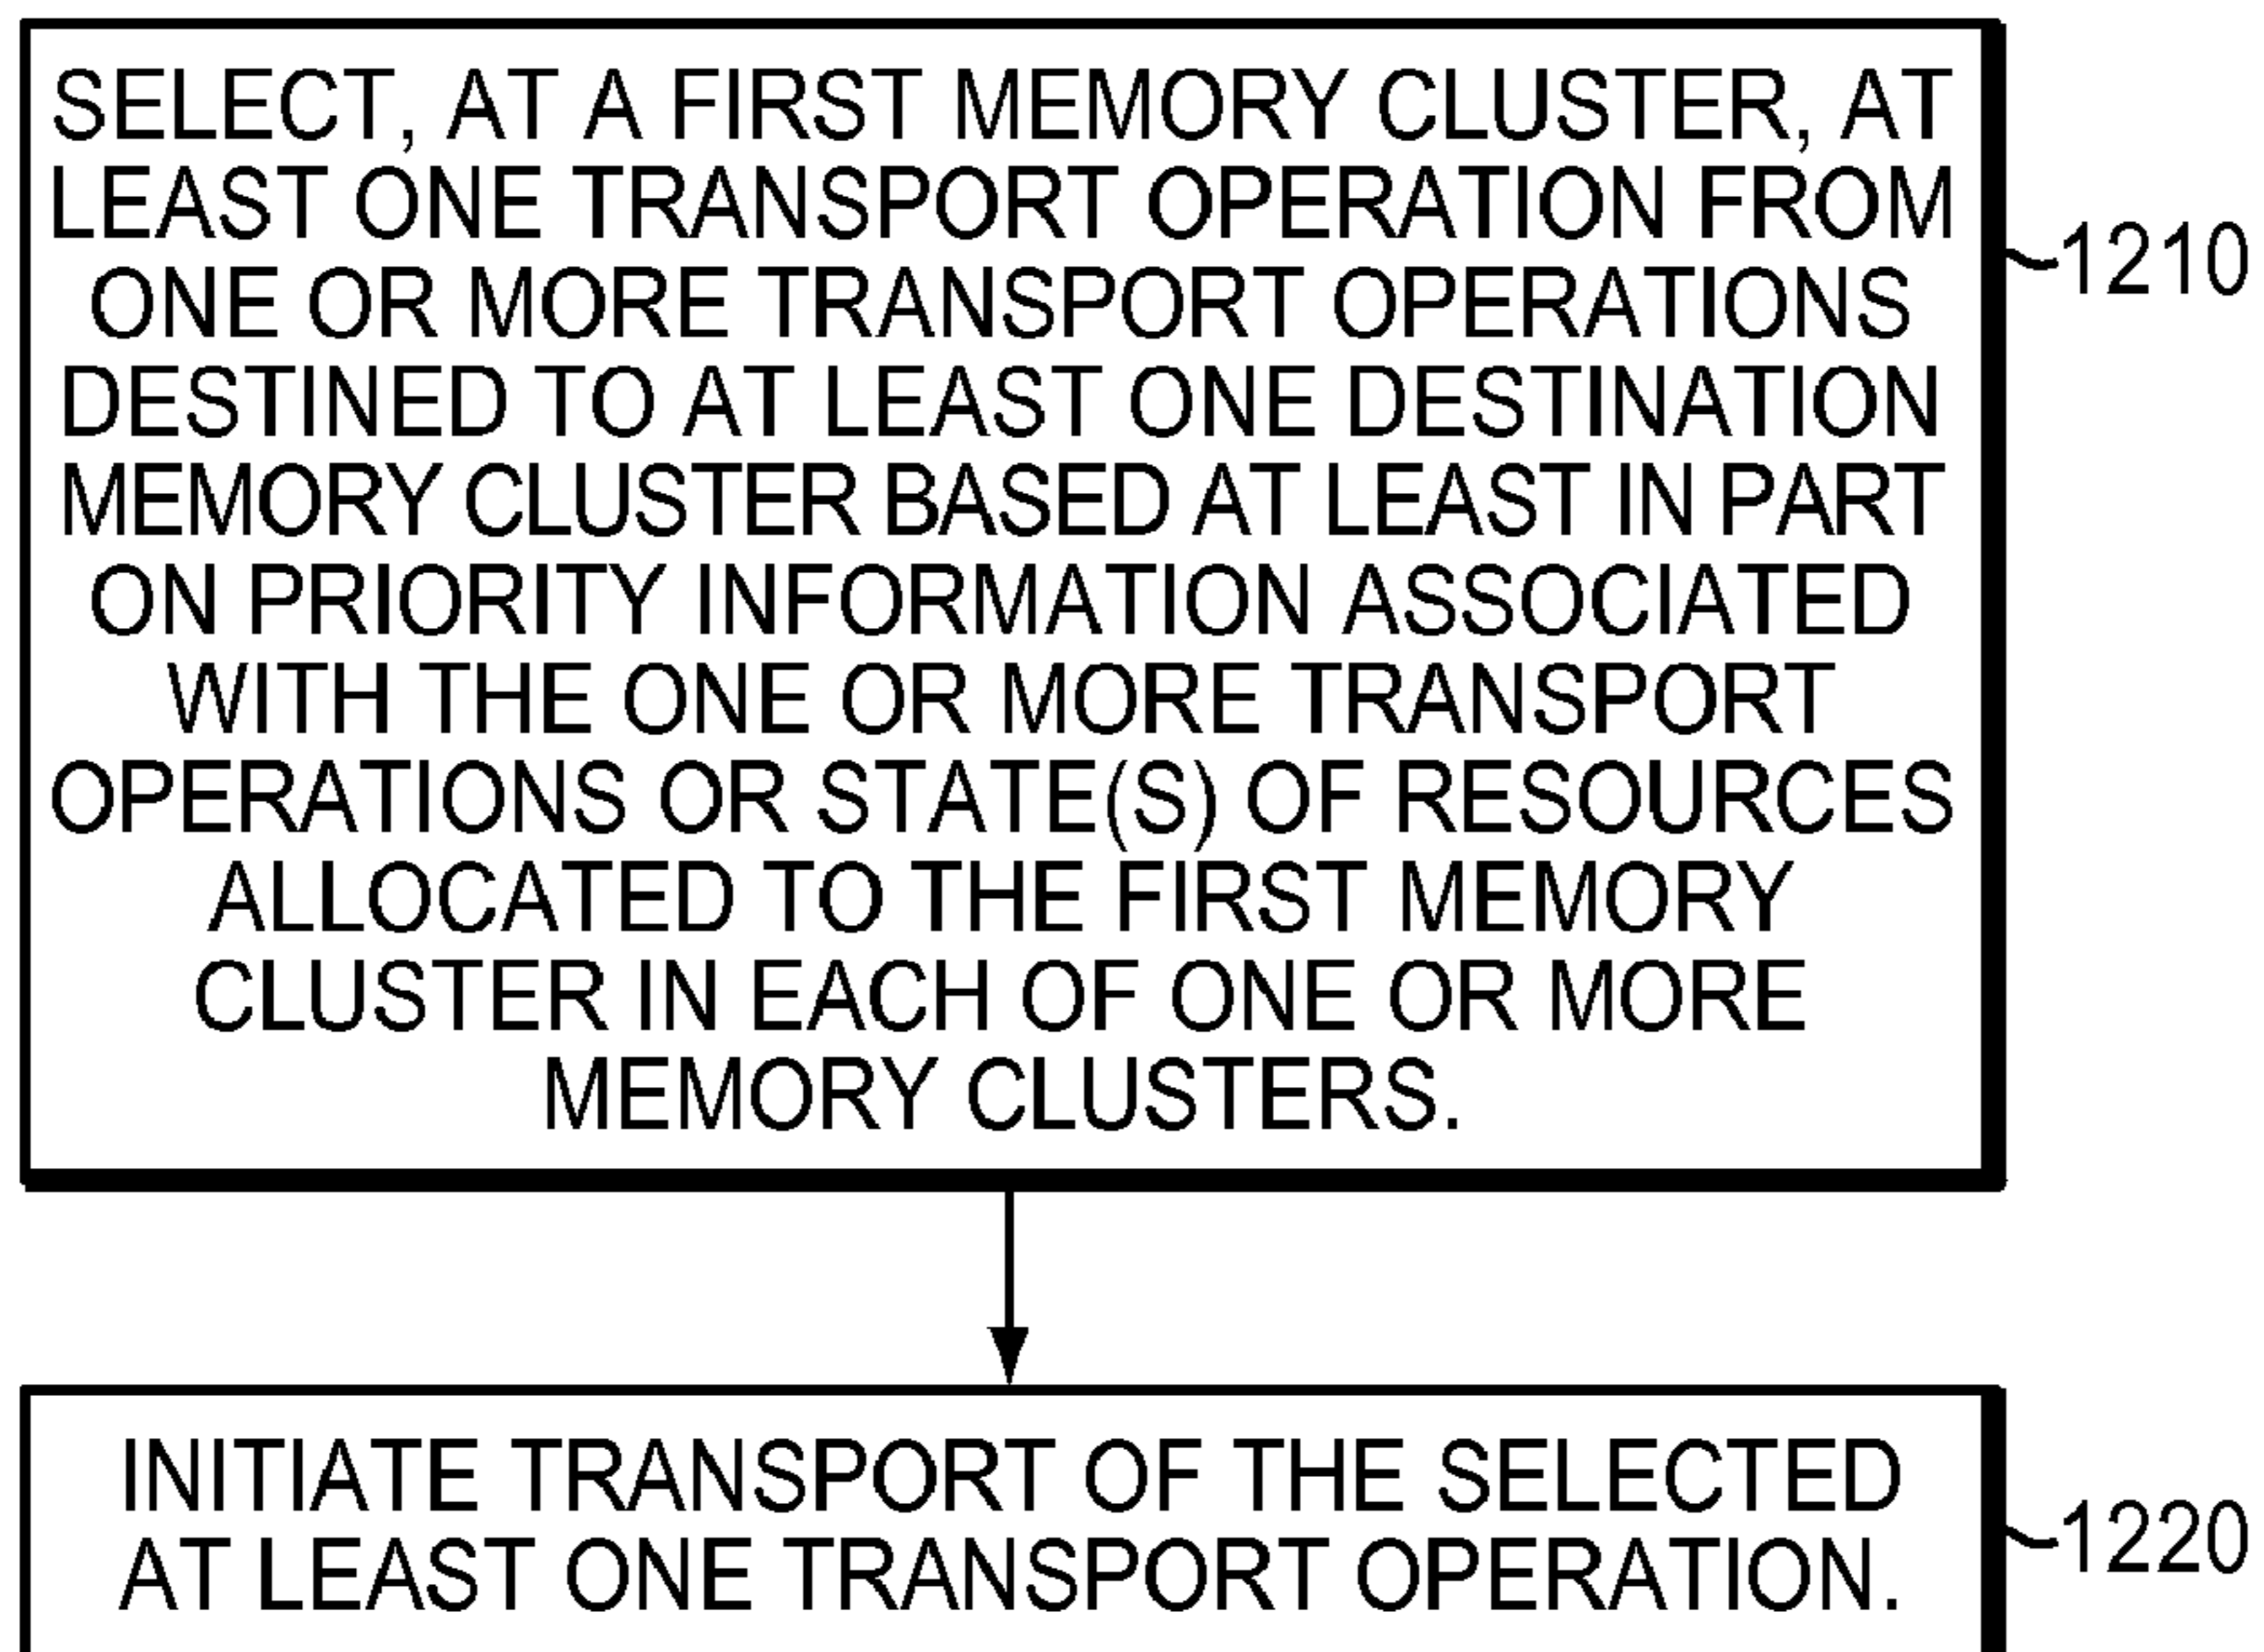 SELECT, AT A FIRST MEMORY CLUSTER, AT
LEAST ONE TRANSPORT OPERATION FROM
ONE OR MORE TRANSPORT OPERATIONS
DESTINED TO AT LEAST ONE DESTINATION
MEMORY CLUSTER BASED AT LEAST IN PART
ON PRIORITY INFORMATION ASSOCIATED
WITH THE ONE OR MORE TRANSPORT
OPERATIONS OR STATE(S) OF RESOURCES
ALLOCATED TO THE FIRST MEMORY
CLUSTER IN EACH OF ONE OR MORE
MEMORY CLUSTERS.
1210
INITIATE TRANSPORT OF THE SELECTED
AT LEAST ONE TRANSPORT OPERATION.
1220